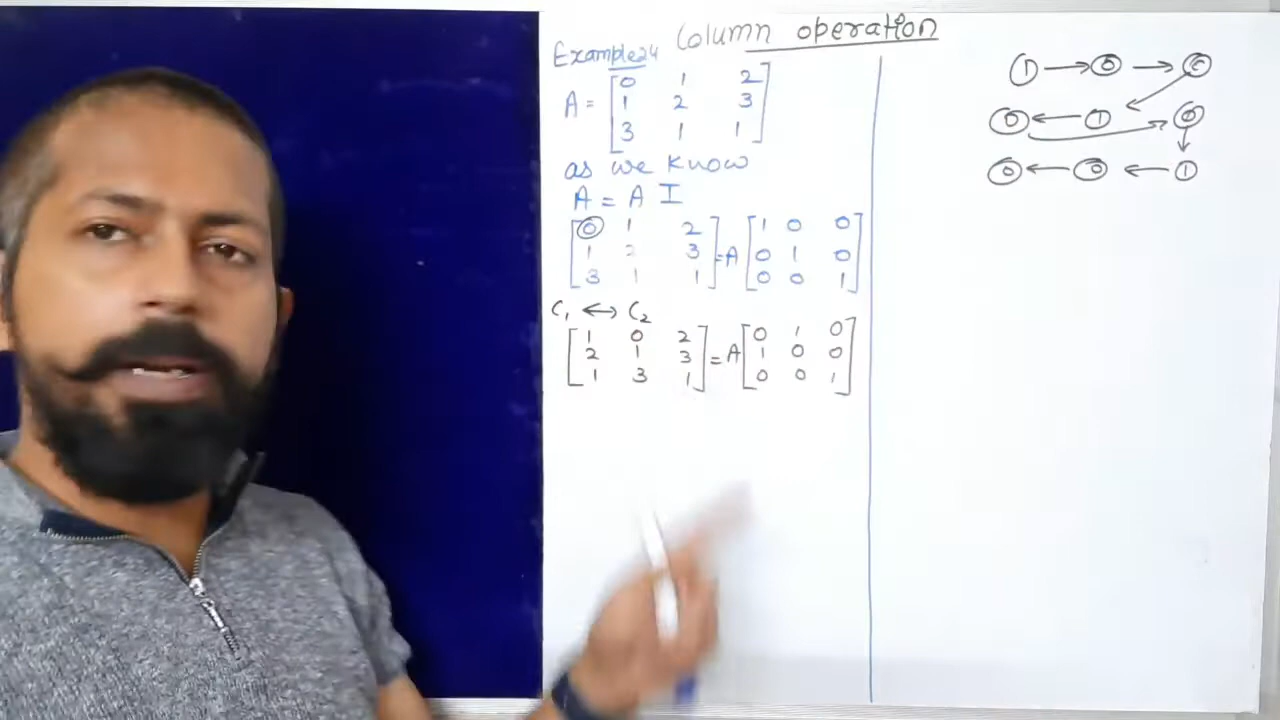 Column operation
Example 24
A = [0 1 2
1 2 3
3 1 1]
as we know
A = A I
[0 1 2
1 2 3
3 1 1] = A [1 0 0
0 1 0
0 0 1]
C₁ ↔ C₂
[1 0 2
2 1 3
1 3 1] = A [0 1 0
1 0 0
0 0 1]
1 → 0 → 0
0 ← 1 0
0 ← 0 ← 1